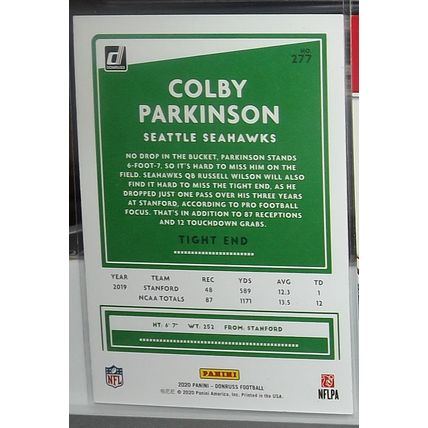 DONRUSS
NO.
277
COLBY
PARKINSON
SEATTLE SEAHAWKS
NO DROP IN THE BUCKET, PARKINSON STANDS
6-FOOT-7, SO IT'S HARD TO MISS HIM ON THE
FIELD. SEAHAWKS QB RUSSELL WILSON WILL ALSO
FIND IT HARD TO MISS THE TIGHT END, AS HE
DROPPED JUST ONE PASS OVER HIS THREE YEARS
AT STANFORD, ACCORDING TO PRO FOOTBALL
FOCUS. THAT'S IN ADDITION TO 87 RECEPTIONS
AND 12 TOUCHDOWN GRABS.
TIGHT END
YEAR TEAM REC YDS AVG TD
2019 STANFORD 48 589 12.3 1
NCAA TOTALS 87 1171 13.5 12
HT: 6' 7" WT: 252 FROM: STANFORD
NFL
PANINI
NFLPA
2020 PANINI - DONRUSS FOOTBALL
© 2020 Panini America, Inc. Printed in the USA.